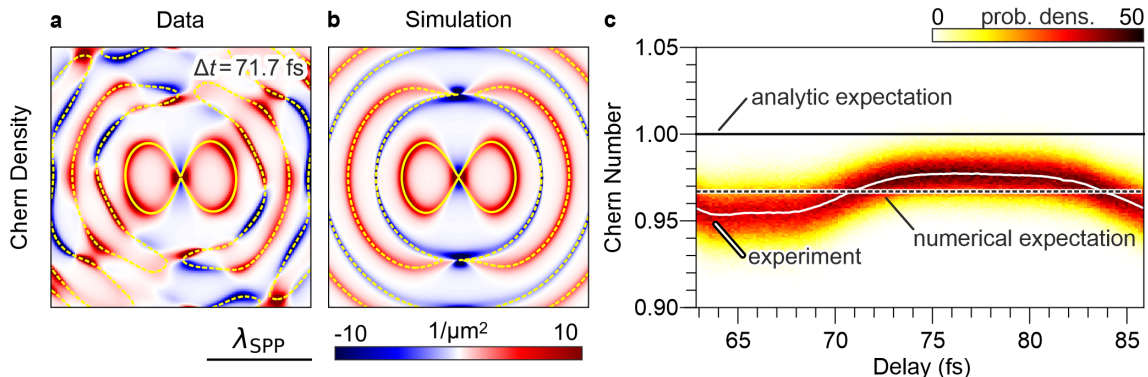 a Data
b Simulation
c
0 prob. dens. 50
Δt = 71.7 fs
Chern Density
λSPP
-10 1/μm² 10
Chern Number
1.05
1.00
0.95
0.90
analytic expectation
numerical expectation
experiment
65 70 75 80 85
Delay (fs)